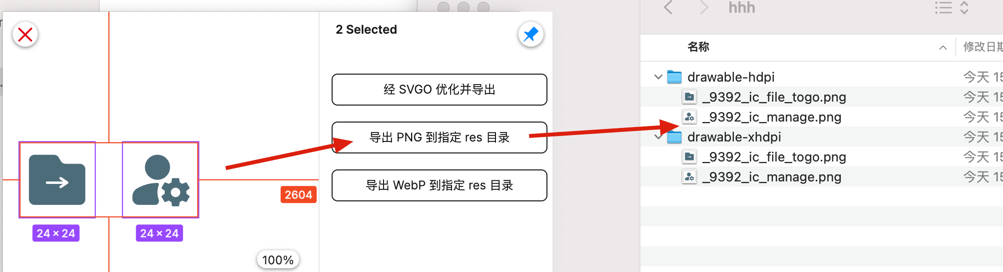 2 Selected
经 SVGO 优化并导出
导出 PNG 到指定 res 目录
导出 WebP 到指定 res 目录
2604
24 × 24
24 × 24
100%
hhh
名称
修改日期
drawable-hdpi
今天 15
_9392_ic_file_togo.png
今天 15
_9392_ic_manage.png
今天 15
drawable-xhdpi
今天 15
_9392_ic_file_togo.png
今天 15
_9392_ic_manage.png
今天 15